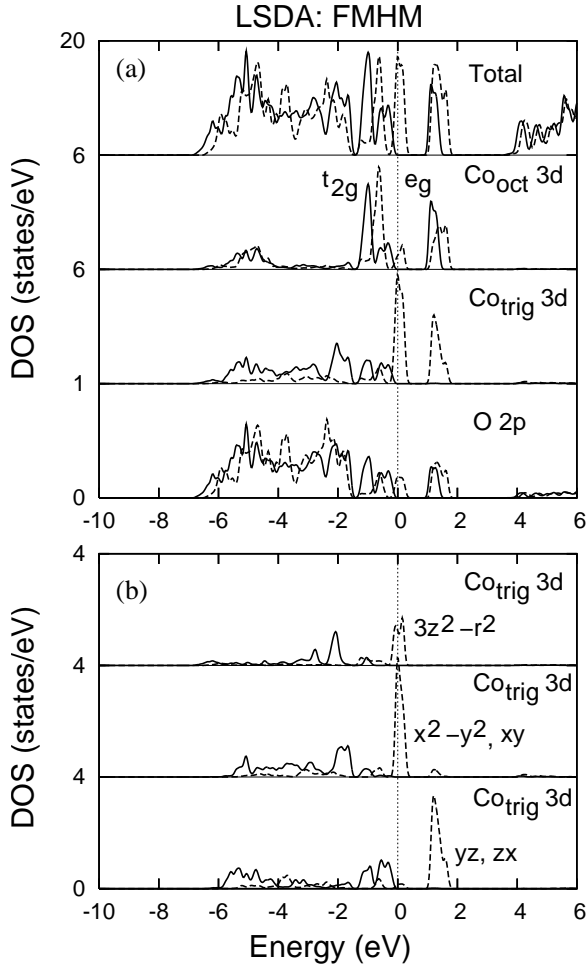 LSDA: FMHM
20
(a)
Total
6
t2g
eg
Cooct 3d
6
Cotrig 3d
1
O 2p
0
-10 -8 -6 -4 -2 0 2 4 6
DOS (states/eV)
4
(b)
Cotrig 3d
3z2 −r2
4
Cotrig 3d
x2 −y2, xy
4
Cotrig 3d
yz, zx
0
-10 -8 -6 -4 -2 0 2 4 6
DOS (states/eV)
Energy (eV)